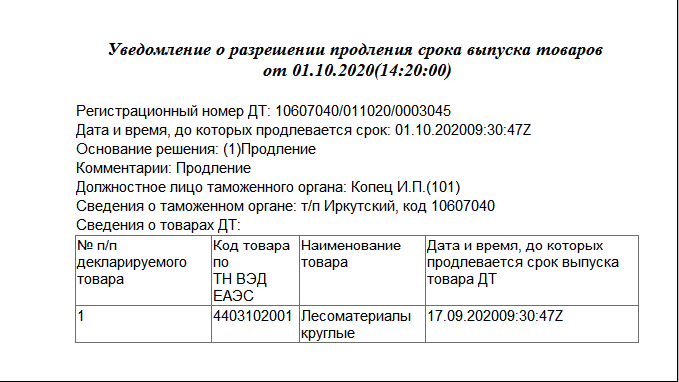 Уведомление о разрешении продления срока выпуска товаров
от 01.10.2020(14:20:00)
Регистрационный номер ДТ: 10607040/011020/0003045
Дата и время, до которых продлевается срок: 01.10.202009:30:47Z
Основание решения: (1)Продление
Комментарии: Продление
Должностное лицо таможенного органа: Копец И.П.(101)
Сведения о таможенном органе: т/п Иркутский, код 10607040
Сведения о товарах ДТ:
№ п/п
декларируемого
товара
Код товара
по
ТН ВЭД
ЕАЭС
Наименование
товара
Дата и время, до которых
продлевается срок выпуска
товара ДТ
1
4403102001
Лесоматериалы
круглые
17.09.202009:30:47Z